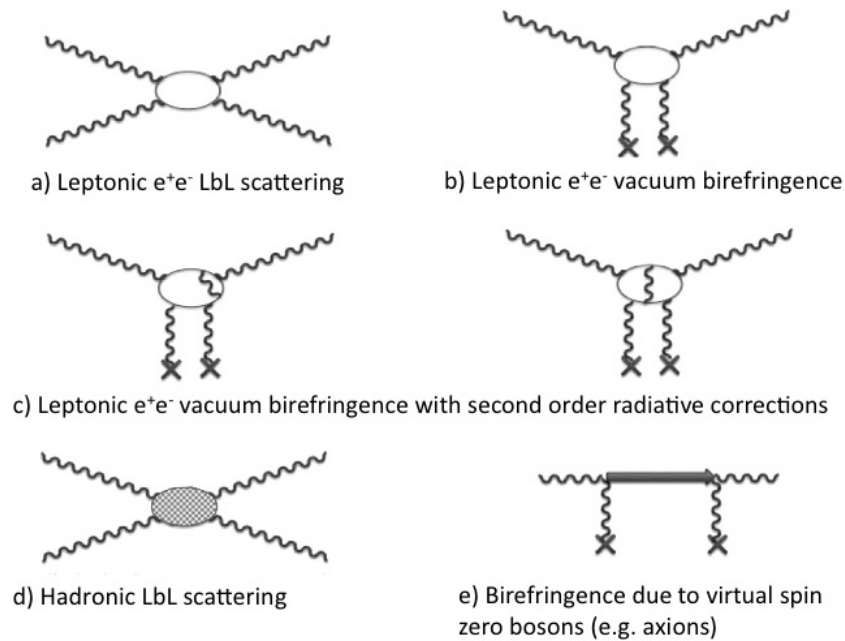 a) Leptonic e⁺e⁻ LbL scattering
b) Leptonic e⁺e⁻ vacuum birefringence
c) Leptonic e⁺e⁻ vacuum birefringence with second order radiative corrections
d) Hadronic LbL scattering
e) Birefringence due to virtual spin
zero bosons (e.g. axions)